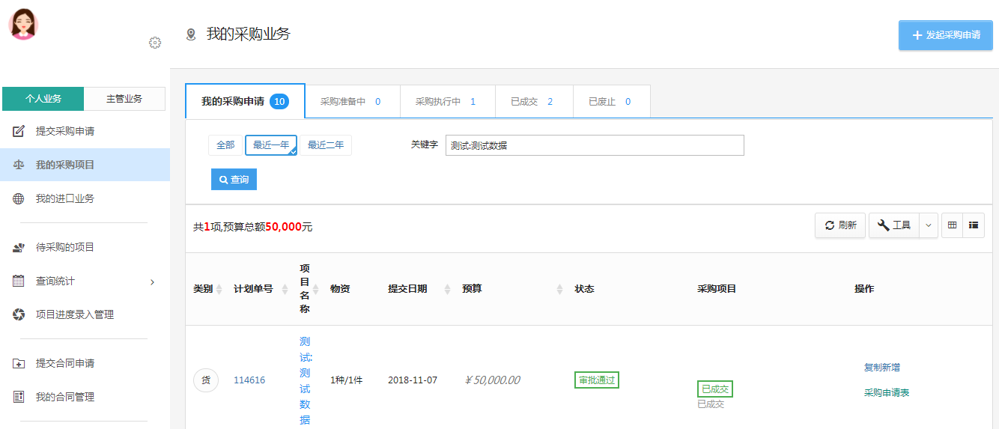 我的采购业务
发起采购申请
个人业务 主管业务
提交采购申请
我的采购项目
我的进口业务
待采购的项目
查询统计
项目进度录入管理
提交合同申请
我的合同管理
我的采购申请 10 采购准备中 0 采购执行中 1 已成交 2 已废止 0
全部 最近一年 最近二年 关键字 测试:测试数据
查询
共1项,预算总额50,000元
刷新 工具
类别 计划单号 项目名称 物资 提交日期 预算 状态 采购项目 操作
货 114616 测试:测试数据 1种/1件 2018-11-07 ￥50,000.00 审批通过 已成交 复制新增
已成交 采购申请表